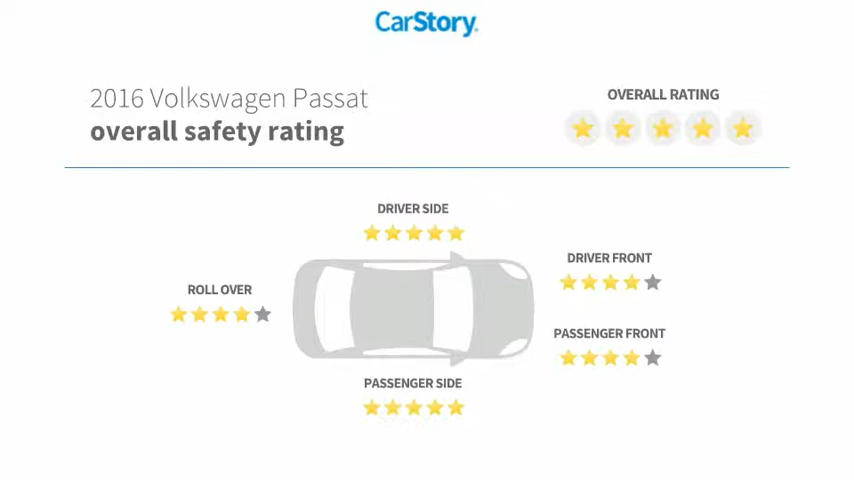 CarStory.
2016 Volkswagen Passat
overall safety rating
OVERALL RATING
DRIVER SIDE
DRIVER FRONT
ROLL OVER
PASSENGER FRONT
PASSENGER SIDE